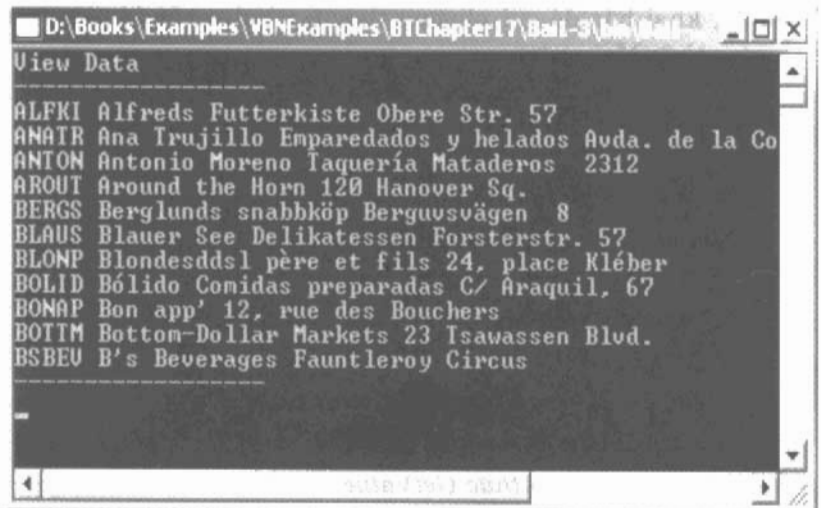 D:\Books\Examples\VBNExamples\BTChapter17\Bai1-3\bin\
View Data
------------------
ALFKI Alfreds Futterkiste Obere Str. 57
ANATR Ana Trujillo Emparedados y helados Avda. de la Co
ANTON Antonio Moreno Taquería Mataderos  2312
AROUT Around the Horn 120 Hanover Sq.
BERGS Berglunds snabbköp Berguvsvägen  8
BLAUS Blauer See Delikatessen Forsterstr. 57
BLONP Blondesddsl père et fils 24, place Kléber
BOLID Bólido Comidas preparadas C/ Araquil, 67
BONAP Bon app' 12, rue des Bouchers
BOTTM Bottom-Dollar Markets 23 Tsawassen Blvd.
BSBEV B's Beverages Fauntleroy Circus
------------------